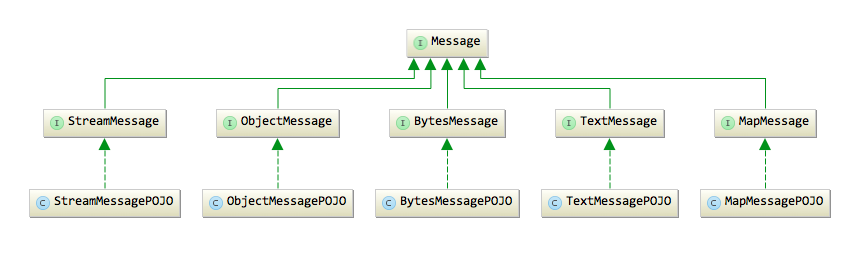 I Message
I StreamMessage
I ObjectMessage
I BytesMessage
I TextMessage
I MapMessage
C StreamMessagePOJO
C ObjectMessagePOJO
C BytesMessagePOJO
C TextMessagePOJO
C MapMessagePOJO